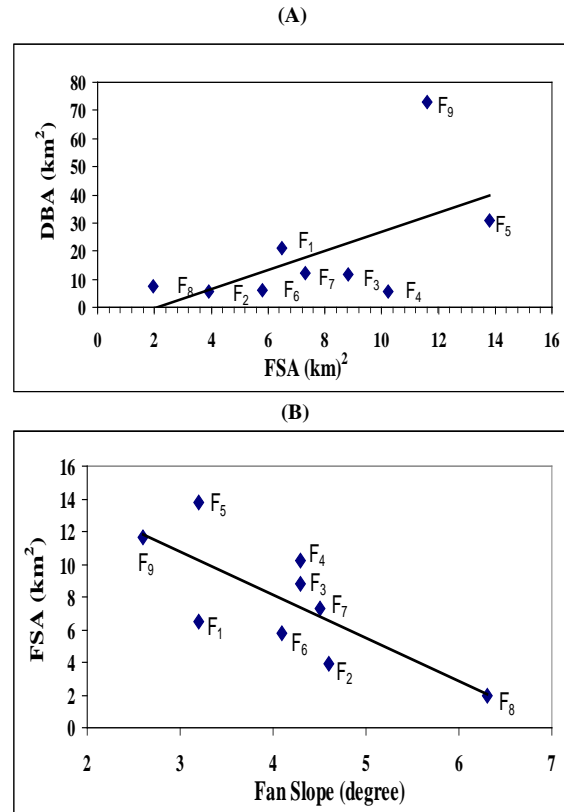 (A)
DBA (km²)
80
70
60
50
40
30
20
10
0
F₉
F₁
F₅
F₈
F₂
F₆
F₇
F₃
F₄
0 2 4 6 8 10 12 14 16
FSA (km)²
(B)
FSA (km²)
16
14
12
10
8
6
4
2
0
F₅
F₉
F₄
F₃
F₇
F₁
F₆
F₂
F₈
2 3 4 5 6 7
Fan Slope (degree)